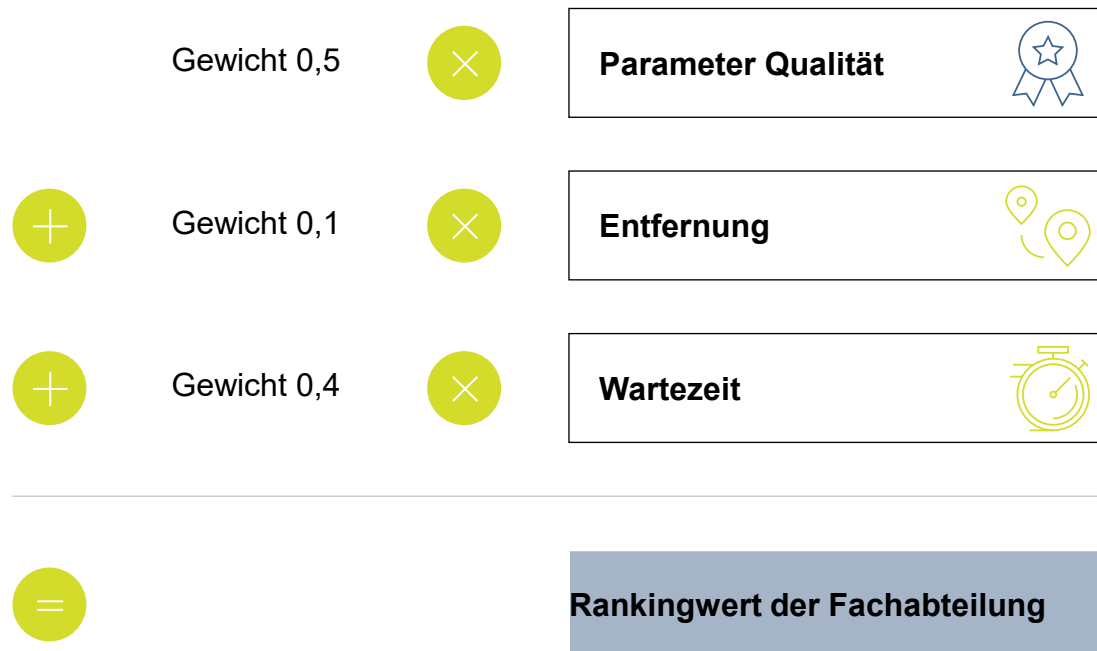 Gewicht 0,5 × Parameter Qualität
+ Gewicht 0,1 × Entfernung
+ Gewicht 0,4 × Wartezeit
= Rankingwert der Fachabteilung